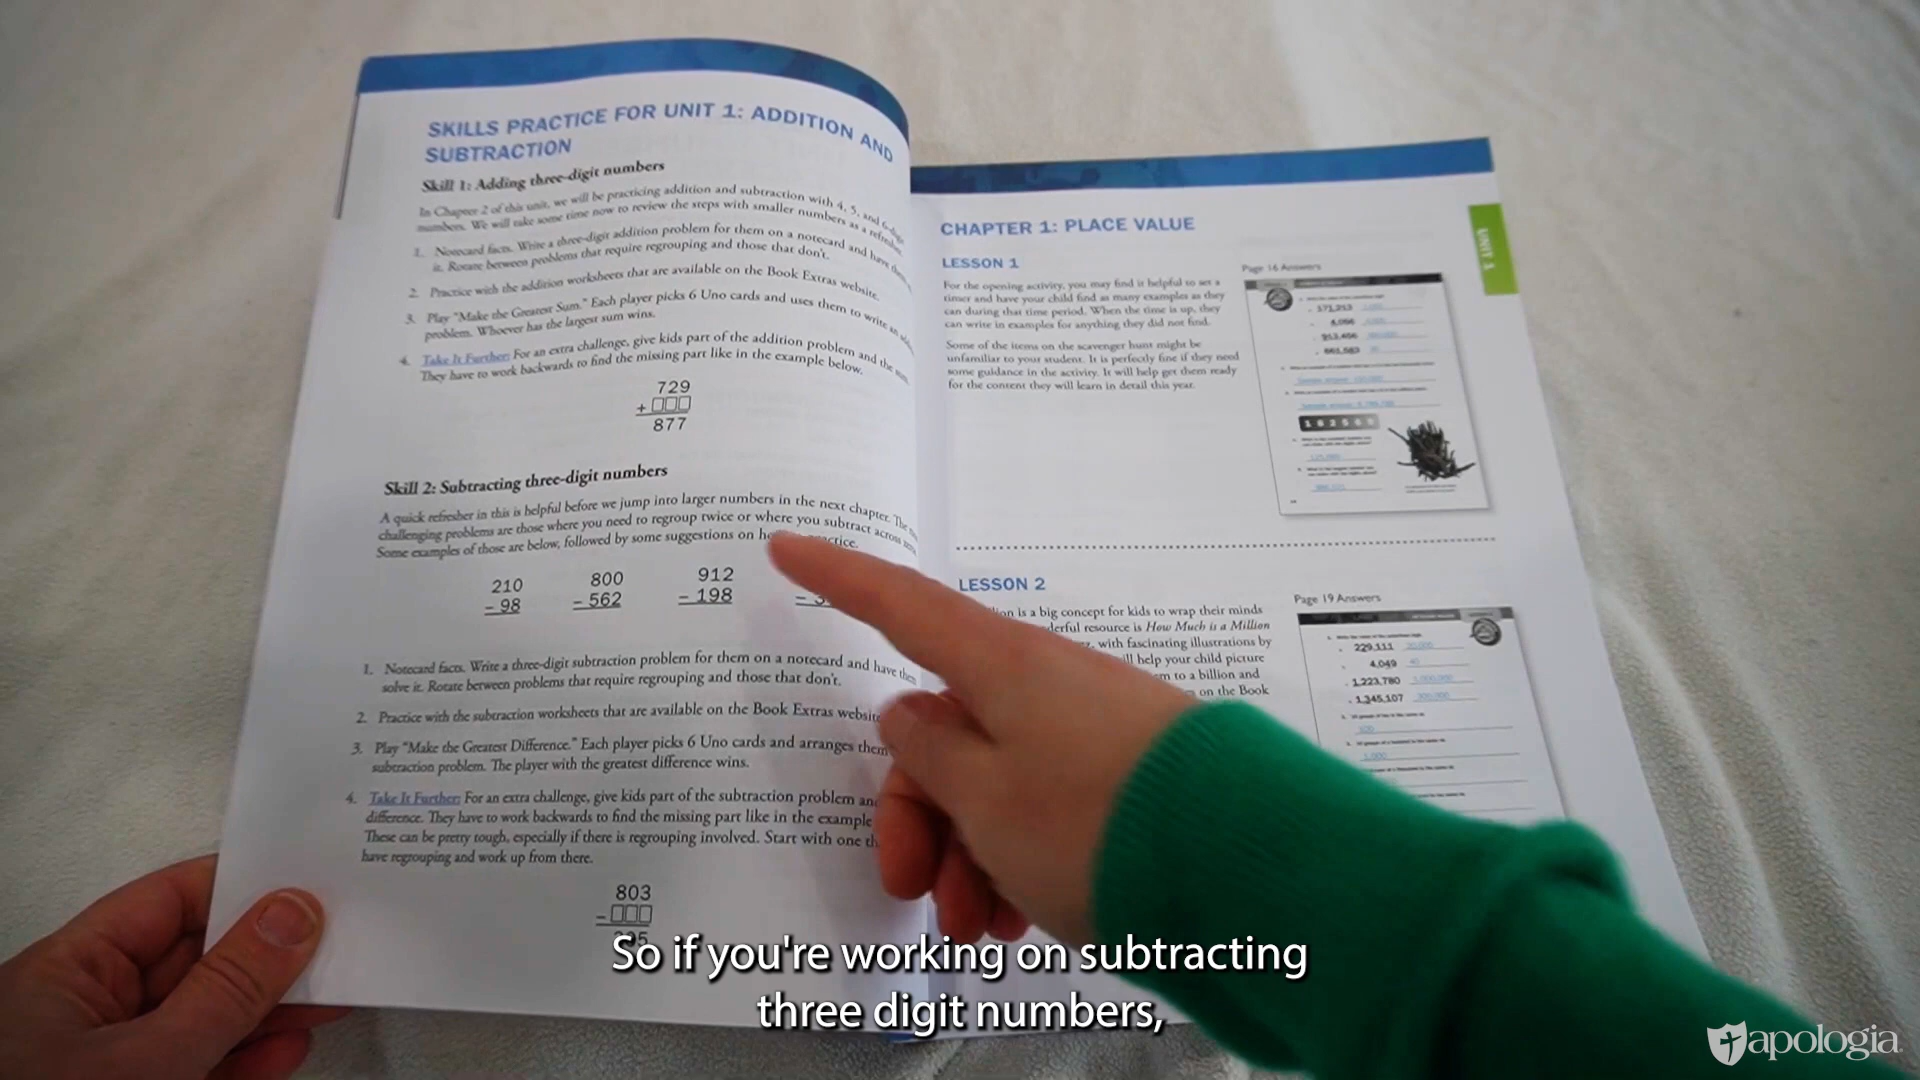 SKILLS PRACTICE FOR UNIT 1: ADDITION AND
SUBTRACTION
Skill 1: Adding three-digit numbers
In Chapter 2 of this unit, we will be practicing addition and subtraction with 4, 5, and 6-digit
numbers. We will take some time now to review the steps with smaller numbers as a refresher.
1. Notecard facts. Write a three-digit addition problem for them on a notecard and have them
it. Rotate between problems that require regrouping and those that don't.
2. Practice with the addition worksheets that are available on the Book Extras website.
3. Play "Make the Greatest Sum." Each player picks 6 Uno cards and uses them to write an
problem. Whoever has the largest sum wins.
4. Take It Further: For an extra challenge, give kids part of the addition problem and the sum.
They have to work backwards to find the missing part like in the example below.
729
+ □□□
877
Skill 2: Subtracting three-digit numbers
A quick refresher in this is helpful before we jump into larger numbers in the next chapter. The
challenging problems are those where you need to regroup twice or where you subtract across
Some examples of those are below, followed by some suggestions on
210 800 912
- 98 - 562 - 198 - 3
1. Notecard facts. Write a three-digit subtraction problem for them on a notecard and have them
solve it. Rotate between problems that require regrouping and those that don't.
2. Practice with the subtraction worksheets that are available on the Book Extras website
3. Play "Make the Greatest Difference." Each player picks 6 Uno cards and arranges them
subtraction problem. The player with the greatest difference wins.
4. Take It Further: For an extra challenge, give kids part of the subtraction problem and
difference. They have to work backwards to find the missing part like in the example
These can be pretty tough, especially if there is regrouping involved. Start with one th
have regrouping and work up from there.
803
- □□□
CHAPTER 1: PLACE VALUE
LESSON 1
For the opening activity, you may find it helpful to set a
timer and have your child find as many examples as they
can during that time period. When the time is up, they
can write in examples for anything they did not find.
Some of the items on the scavenger hunt might be
unfamiliar to your student. It is perfectly fine if they need
some guidance in the activity. It will help get them ready
for the content they will learn in detail this year.
Page 16 Answers
571,213
4,056
913,456
661,583
UNIT 1
LESSON 2
is a big concept for kids to wrap their minds
resource is How Much is a Million
with fascinating illustrations by
help your child picture
to a billion and
on the Book
Page 19 Answers
229,111
4,049
1,223,780
1,345,107
So if you're working on subtracting
three digit numbers,
apologia